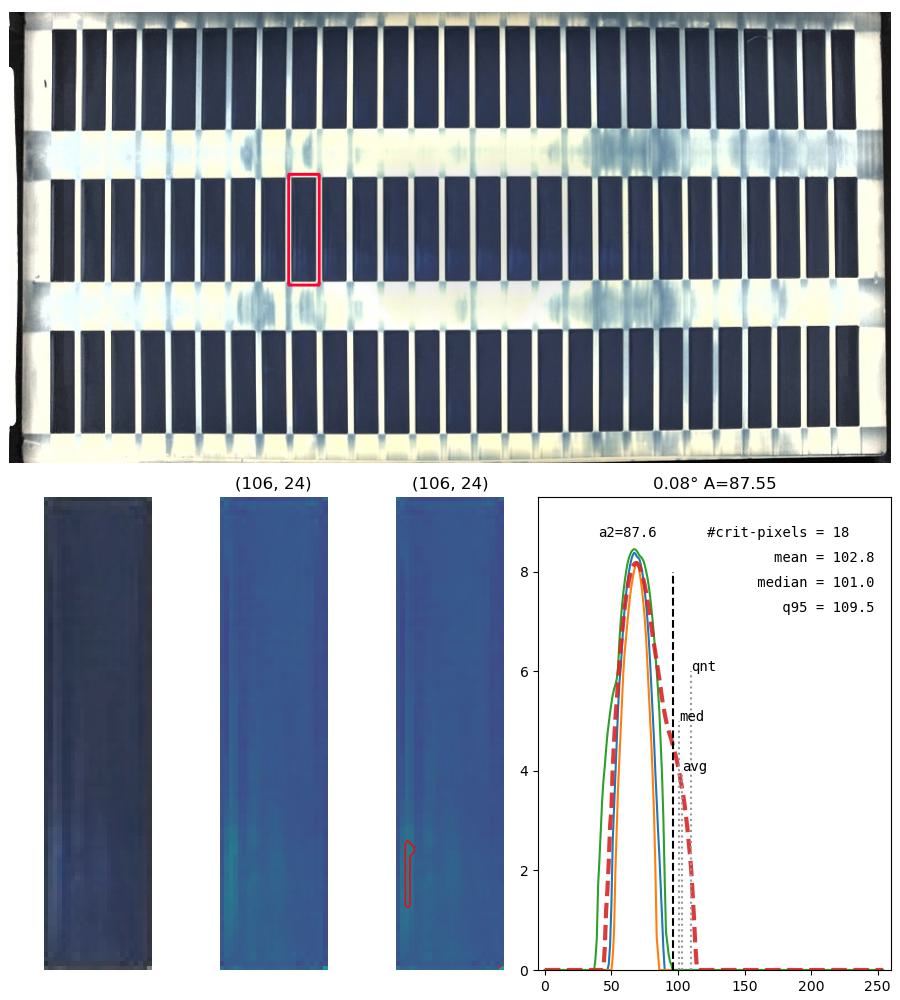 (106, 24)
(106, 24)
0.08° A=87.55
a2=87.6
#crit-pixels = 18
mean = 102.8
median = 101.0
q95 = 109.5
qnt
med
avg
8
6
4
2
0
0 50 100 150 200 250